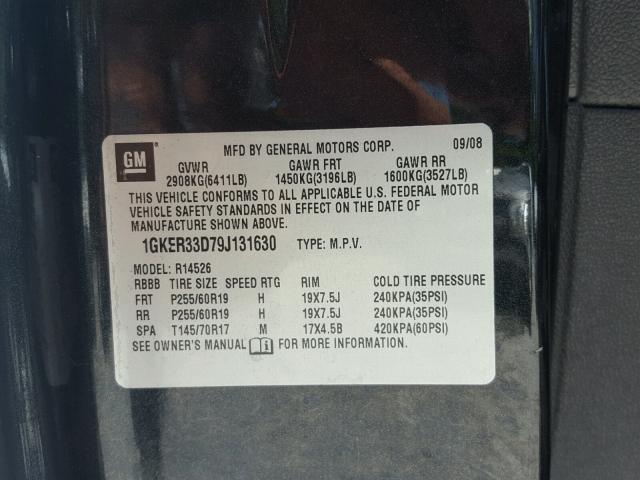 GM
MFD BY GENERAL MOTORS CORP. 09/08
GVWR GAWR FRT GAWR RR
2908KG(6411LB) 1450KG(3196LB) 1600KG(3527LB)
THIS VEHICLE CONFORMS TO ALL APPLICABLE U.S. FEDERAL MOTOR
VEHICLE SAFETY STANDARDS IN EFFECT ON THE DATE OF
MANUFACTURE SHOWN ABOVE.
1GKER33D79J131630 TYPE: M.P.V.
MODEL: R14526
RBBB TIRE SIZE SPEED RTG RIM COLD TIRE PRESSURE
FRT P255/60R19 H 19X7.5J 240KPA(35PSI)
RR P255/60R19 H 19X7.5J 240KPA(35PSI)
SPA T145/70R17 M 17X4.5B 420KPA(60PSI)
SEE OWNER'S MANUAL i FOR MORE INFORMATION.